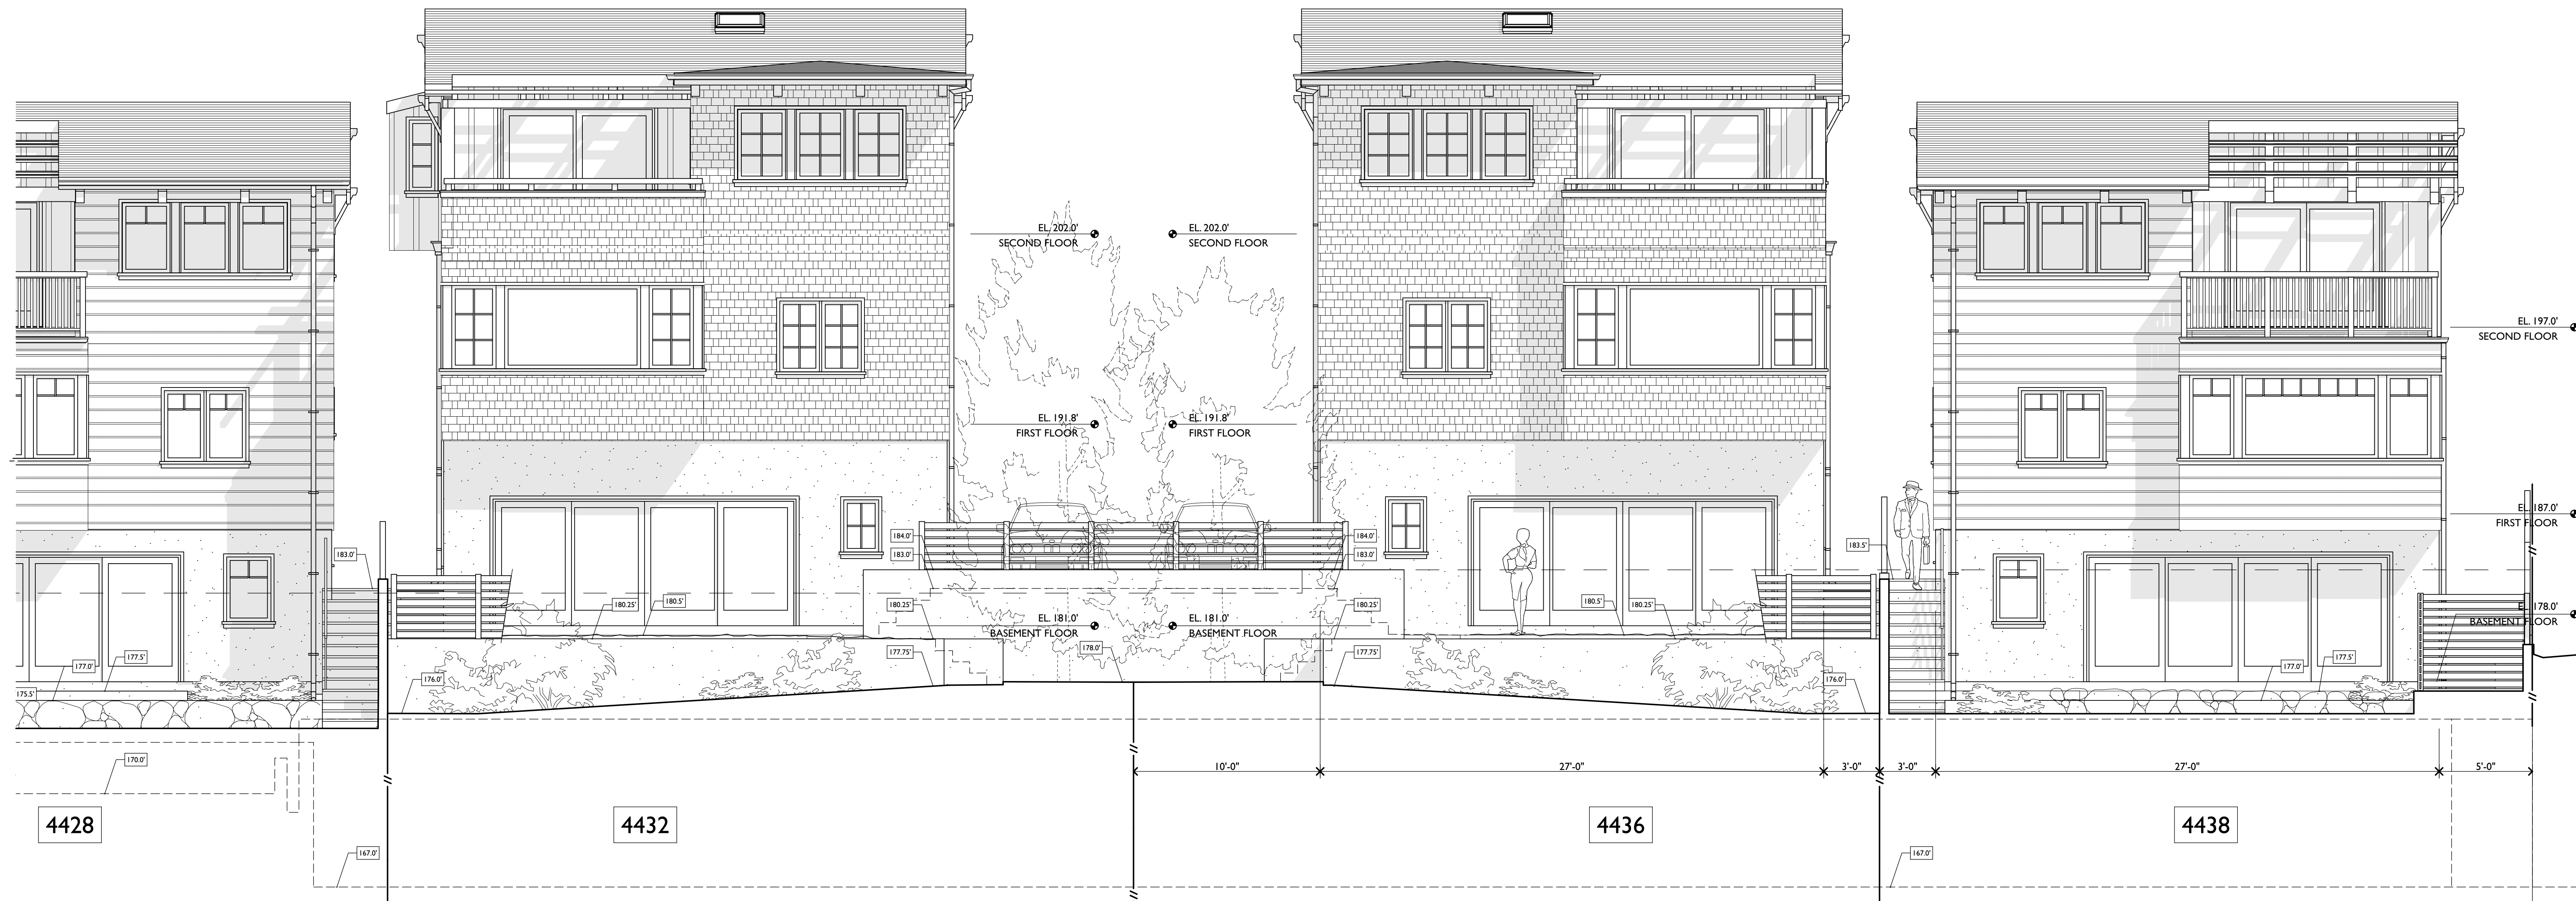 EL. 202.0'
SECOND FLOOR
EL. 202.0'
SECOND FLOOR
EL. 197.0'
SECOND FLOOR
EL. 191.8'
FIRST FLOOR
EL. 191.8'
FIRST FLOOR
EL. 187.0'
FIRST FLOOR
184.0'
184.0'
183.0'
183.0'
183.0'
183.5'
180.25'
180.5'
180.25'
180.25'
180.5'
180.25'
EL. 181.0'
BASEMENT FLOOR
EL. 181.0'
BASEMENT FLOOR
EL. 178.0'
BASEMENT FLOOR
177.0'
177.5'
175.5'
176.0'
177.75'
178.0'
177.75'
176.0'
177.0'
177.5'
170.0'
10'-0"
27'-0"
3'-0"
3'-0"
27'-0"
5'-0"
4428
4432
4436
4438
167.0'
167.0'